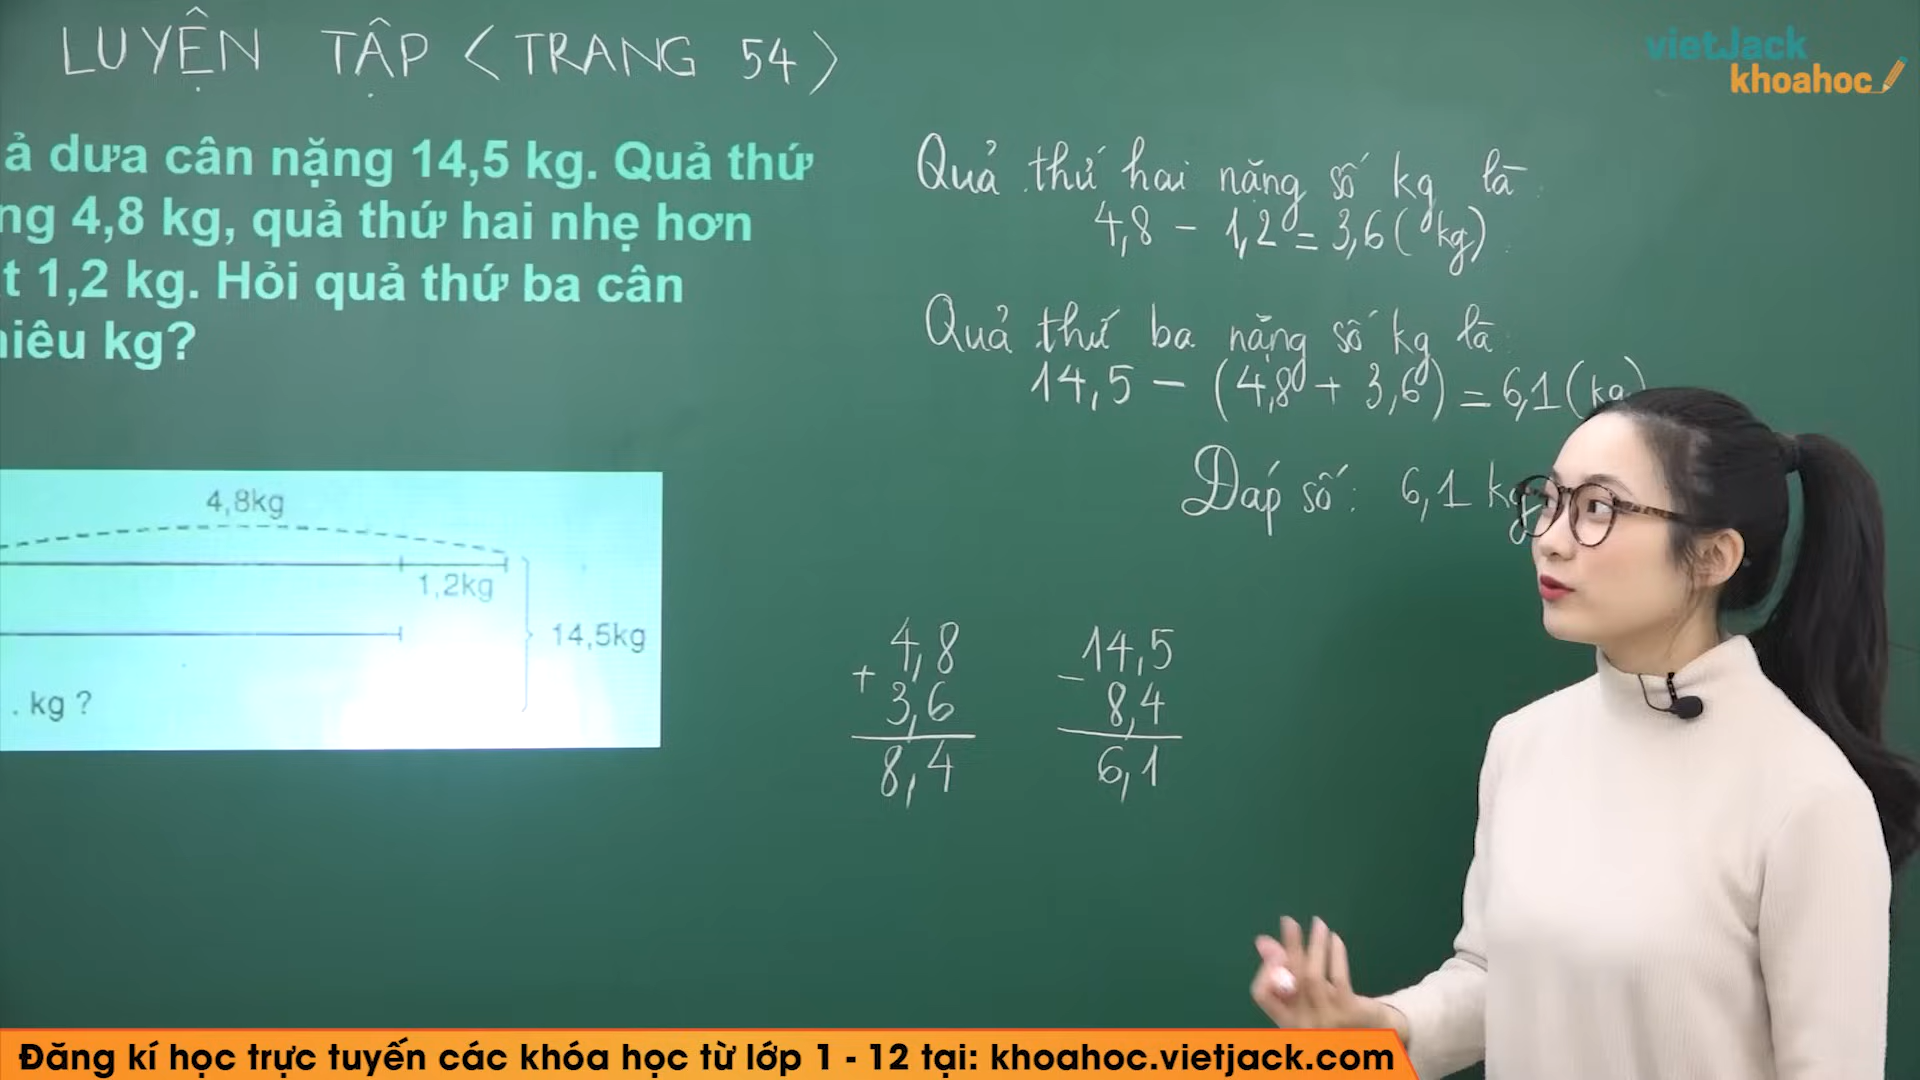 LUYỆN TẬP < TRANG 54 >
vietJack
khoahoc
ả dưa cân nặng 14,5 kg. Quả thứ
ng 4,8 kg, quả thứ hai nhẹ hơn
t 1,2 kg. Hỏi quả thứ ba cân
hiêu kg?
Quả thứ hai nặng số kg là:
4,8 - 1,2 = 3,6 ( kg)
Quả thứ ba nặng số kg là:
14,5 - (4,8 + 3,6) = 6,1 (kg)
Đáp số: 6,1 kg
4,8kg
1,2kg
14,5kg
. kg ?
4,8
+
3,6
8,4
14,5
-
8,4
6,1
Đăng kí học trực tuyến các khóa học từ lớp 1 - 12 tại: khoahoc.vietjack.com